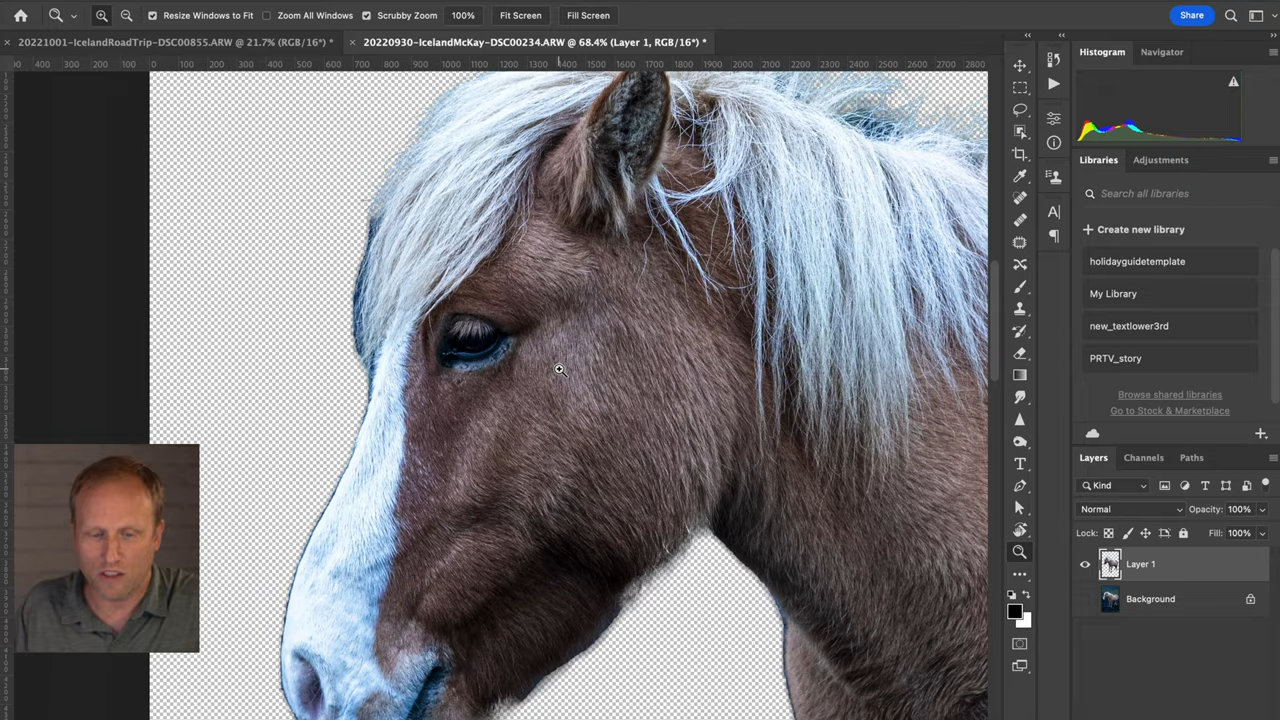 Resize Windows to Fit Zoom All Windows Scrubby Zoom 100% Fit Screen Fill Screen Share
× 20221001-IcelandRoadTrip-DSC00855.ARW @ 21.7% (RGB/16*) * × 20220930-IcelandMcKay-DSC00234.ARW @ 68.4% (Layer 1, RGB/16*) *
0 100 200 300 400 500 600 700 800 900 1000 1100 1200 1300 1400 1500 1600 1700 1800 1900 2000 2100 2200 2300 2400 2500 2600 2700 2800
Histogram Navigator
Libraries Adjustments
Search all libraries
+ Create new library
holidayguidetemplate
My Library
new_textlower3rd
PRTV_story
Browse shared libraries
Go to Stock & Marketplace
Layers Channels Paths
Kind
Normal Opacity: 100%
Lock: Fill: 100%
Layer 1
Background